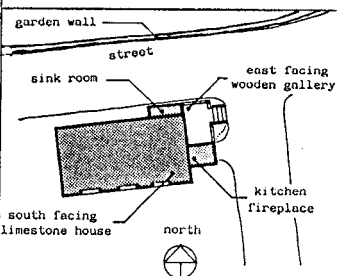 garden wall
street
sink room
east facing
wooden gallery
kitchen
fireplace
south facing
limestone house
north